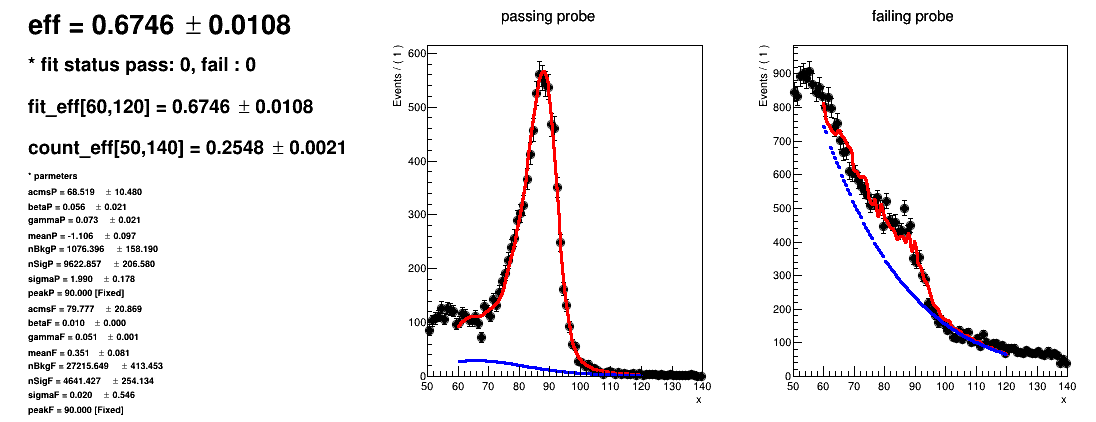 eff = 0.6746 ± 0.0108
* fit status pass: 0, fail : 0
fit_eff[60,120] = 0.6746 ± 0.0108
count_eff[50,140] = 0.2548 ± 0.0021
* parmeters
acmsP = 68.519 ± 10.480
betaP = 0.056 ± 0.021
gammaP = 0.073 ± 0.021
meanP = -1.106 ± 0.097
nBkgP = 1076.396 ± 158.190
nSigP = 9622.857 ± 206.580
sigmaP = 1.990 ± 0.178
peakP = 90.000 [Fixed]
acmsF = 79.777 ± 20.869
betaF = 0.010 ± 0.000
gammaF = 0.051 ± 0.001
meanF = 0.351 ± 0.081
nBkgF = 27215.649 ± 413.453
nSigF = 4641.427 ± 254.134
sigmaF = 0.020 ± 0.546
peakF = 90.000 [Fixed]
passing probe
Events / ( 1 )
600
500
400
300
200
100
0
50 60 70 80 90 100 110 120 130 140
x
failing probe
Events / ( 1 )
900
800
700
600
500
400
300
200
100
0
50 60 70 80 90 100 110 120 130 140
x